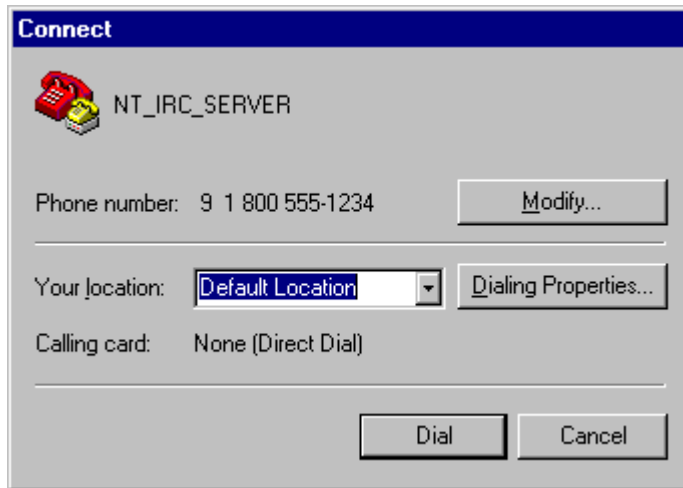 Connect
NT_IRC_SERVER
Phone number: 9 1 800 555-1234 Modify...
Your location: Default Location Dialing Properties...
Calling card: None (Direct Dial)
Dial Cancel